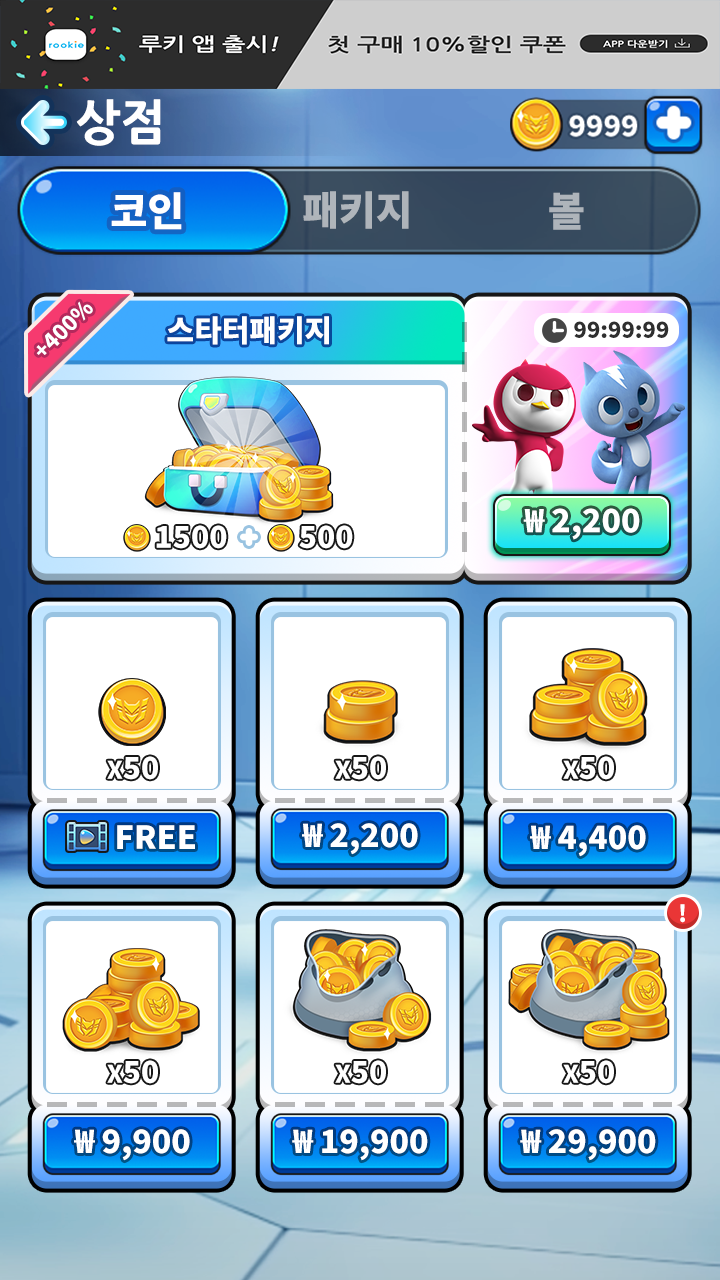 rookie
루키 앱 출시!
첫 구매 10%할인 쿠폰
APP 다운받기
상점
9999
코인
패키지
볼
+400%
스타터패키지
99:99:99
1500
500
₩2,200
x50
x50
x50
FREE
₩2,200
₩4,400
!
x50
x50
x50
₩9,900
₩19,900
₩29,900